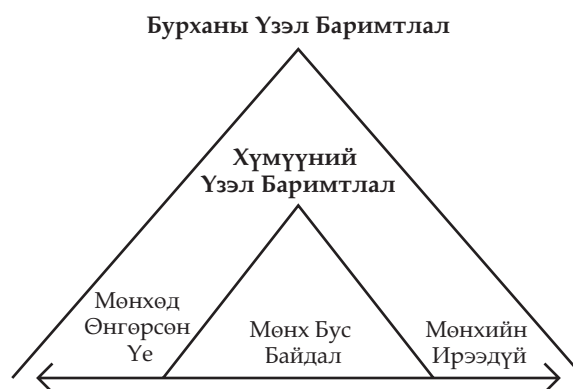 Бурханы Үзэл Баримтлал
Хүмүүний
Үзэл Баримтлал
Мөнхөд
Өнгөрсөн
Үе
Мөнх Бус
Байдал
Мөнхийн
Ирээдүй